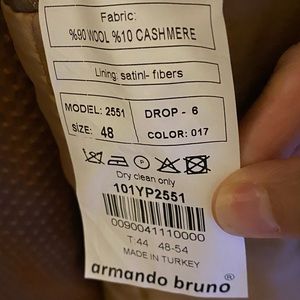 Fabric:
%90 WOOL %10 CASHMERE
Lining: satini- fibers
MODEL: 2551 DROP - 6
SIZE: 48 COLOR: 017
Dry clean only
101YP2551
0090041110000
T:44 48-54
MADE IN TURKEY
armando bruno®